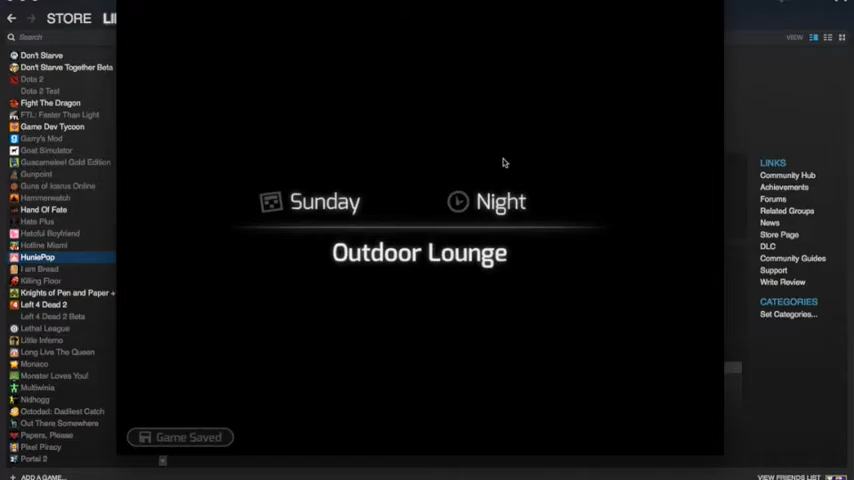 STORE
LI
Search
VIEW
Don't Starve
Don't Starve Together Beta
Dota 2
Dota 2 Test
Fight The Dragon
FTL: Faster Than Light
Game Dev Tycoon
Garry's Mod
Goat Simulator
Guacamelee! Gold Edition
Gunpoint
Guns of Icarus Online
Hammerwatch
Hand Of Fate
Hate Plus
Hatoful Boyfriend
Hotline Miami
HuniePop
I am Bread
Killing Floor
Knights of Pen and Paper +
Left 4 Dead 2
Left 4 Dead 2 Beta
Lethal League
Little Inferno
Long Live The Queen
Monaco
Monster Loves You!
Multiwinia
Nidhogg
Octodad: Dadliest Catch
Out There Somewhere
Papers, Please
Pixel Piracy
Portal 2
ADD A GAME...
Sunday
Night
Outdoor Lounge
Game Saved
LINKS
Community Hub
Achievements
Forums
Related Groups
News
Store Page
DLC
Community Guides
Support
Write Review
CATEGORIES
Set Categories...
VIEW FRIENDS LIST